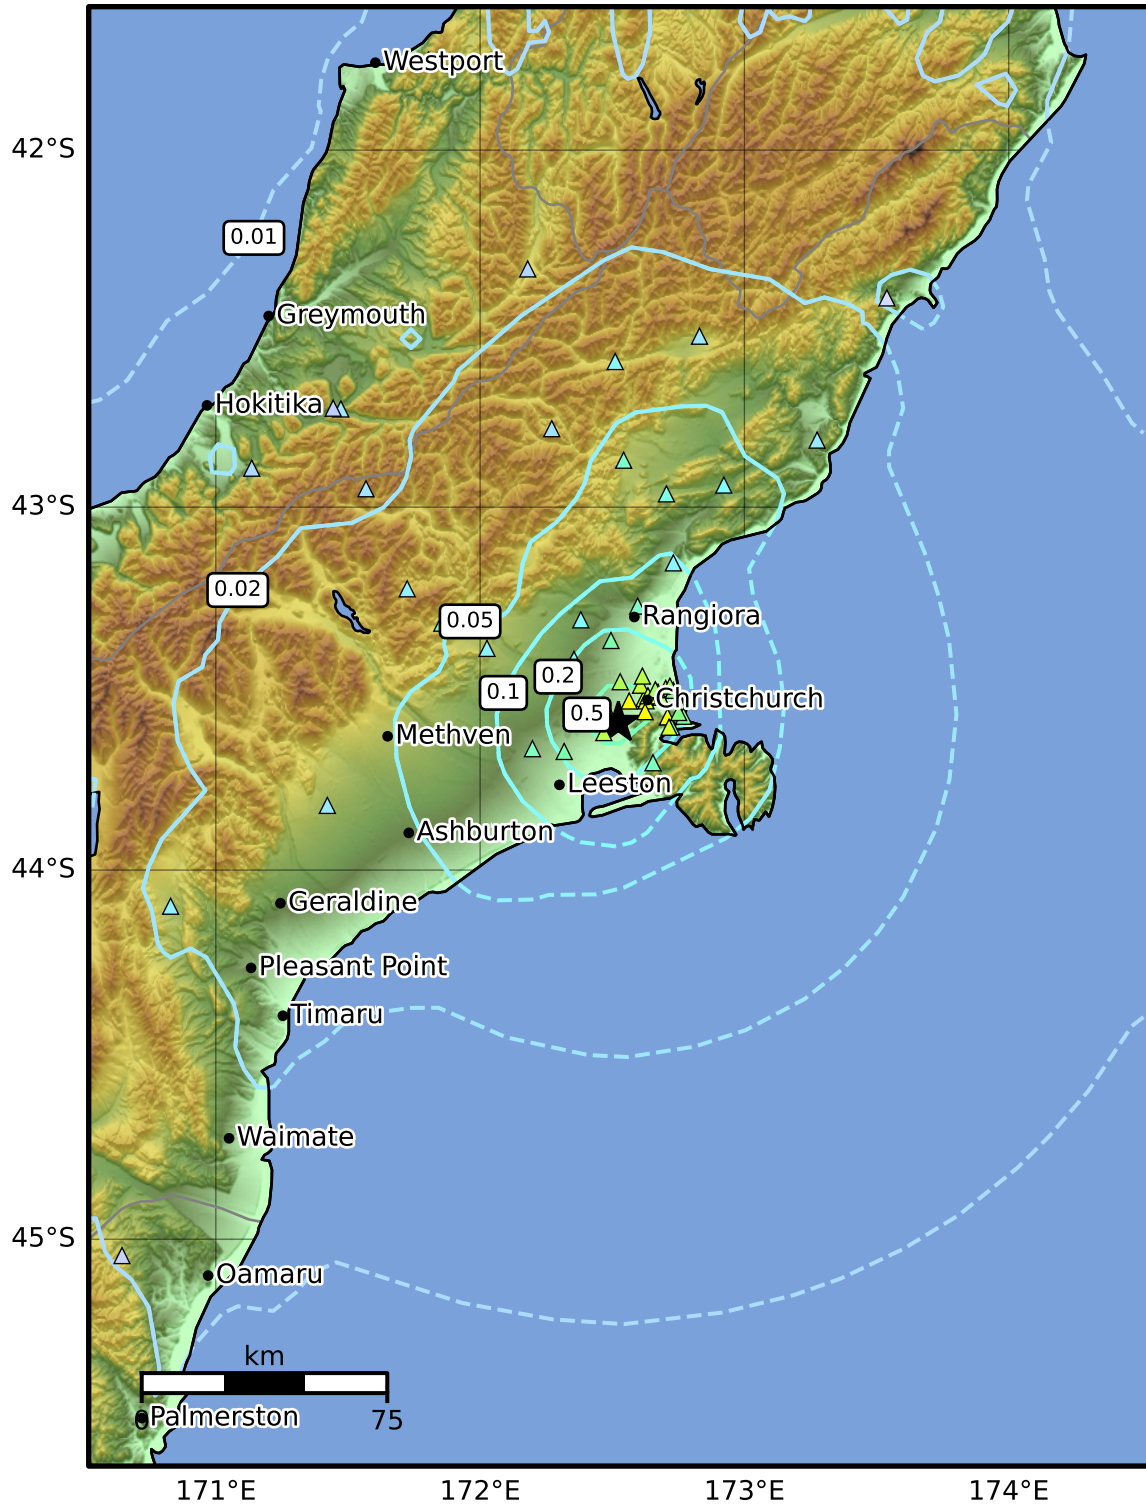 Westport
42°S
0.01
Greymouth
Hokitika
43°S
0.02
0.05
Rangiora
0.2
0.1
Christchurch
0.5
Methven
Leeston
Ashburton
44°S
Geraldine
Pleasant Point
Timaru
Waimate
45°S
Oamaru
km
0
75
Palmerston
171°E
172°E
173°E
174°E